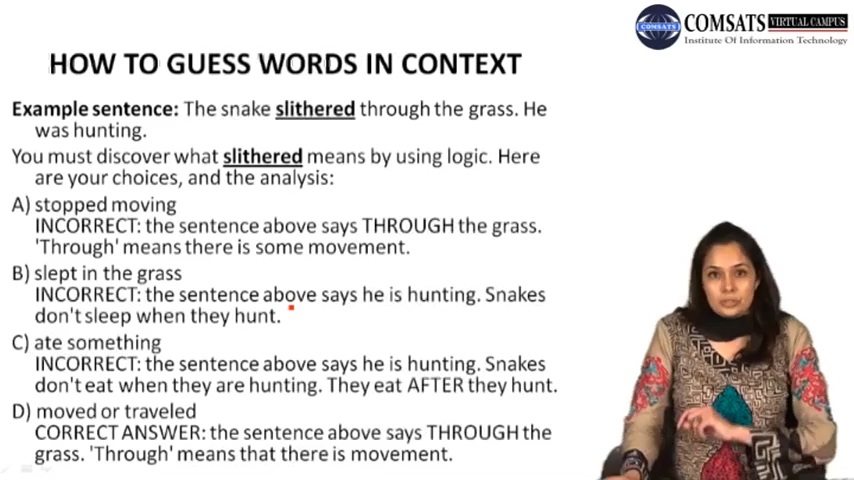 COMSATS VIRTUAL CAMPUS
Institute Of Information Technology
HOW TO GUESS WORDS IN CONTEXT
Example sentence: The snake slithered through the grass. He
was hunting.
You must discover what slithered means by using logic. Here
are your choices, and the analysis:
A) stopped moving
INCORRECT: the sentence above says THROUGH the grass.
'Through' means there is some movement.
B) slept in the grass
INCORRECT: the sentence above says he is hunting. Snakes
don't sleep when they hunt.
C) ate something
INCORRECT: the sentence above says he is hunting. Snakes
don't eat when they are hunting. They eat AFTER they hunt.
D) moved or traveled
CORRECT ANSWER: the sentence above says THROUGH the
grass. 'Through' means that there is movement.